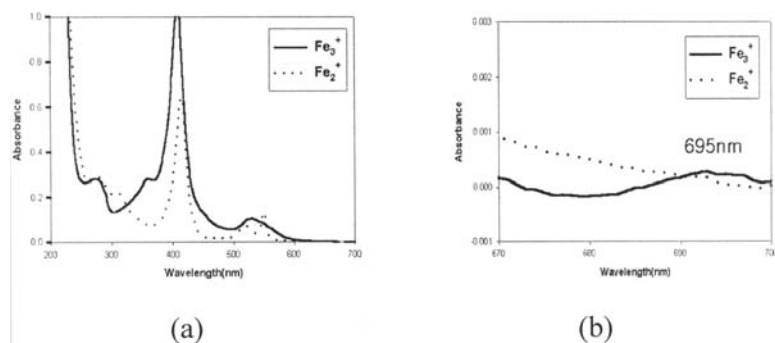 1.0
0.8
0.6
0.4
0.2
0.0
Absorbance
Fe₃⁺
Fe₂⁺
200 300 400 500 600 700
Wavelength(nm)
(a)
0.003
0.002
0.001
0.000
-0.001
Absorbance
Fe₃⁺
Fe₂⁺
695nm
670 680 690
Wavelength(nm)
(b)